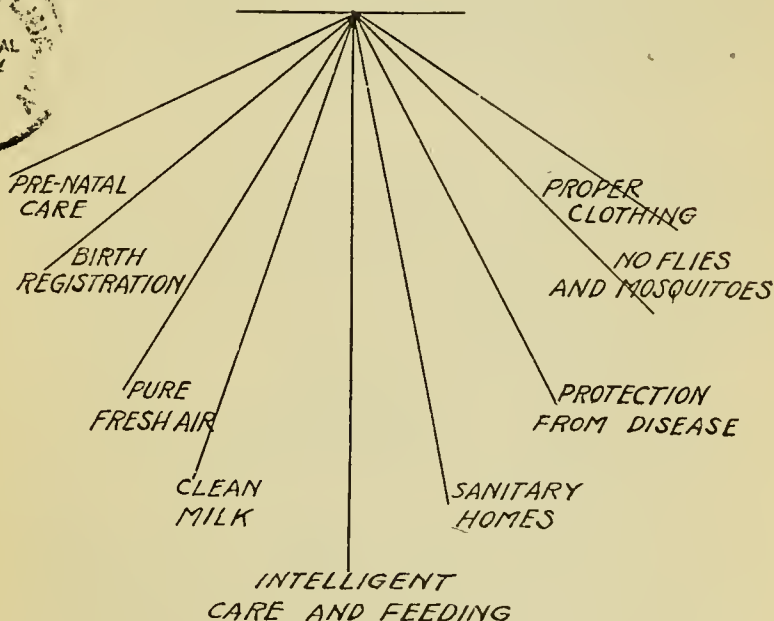 PRE-NATAL
CARE
BIRTH
REGISTRATION
PURE
FRESH AIR
CLEAN
MILK
INTELLIGENT
CARE AND FEEDING
SANITARY
HOMES
PROTECTION
FROM DISEASE
NO FLIES
AND MOSQUITOES
PROPER
CLOTHING